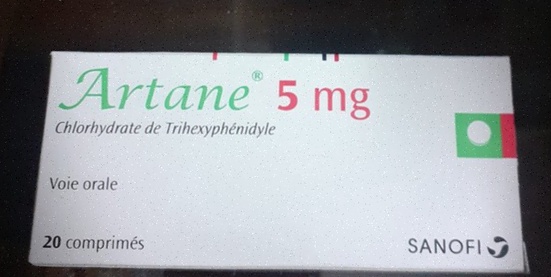 Artane® 5 mg
Chlorhydrate de Trihexyphénidyle
Voie orale
20 comprimés
SANOFI